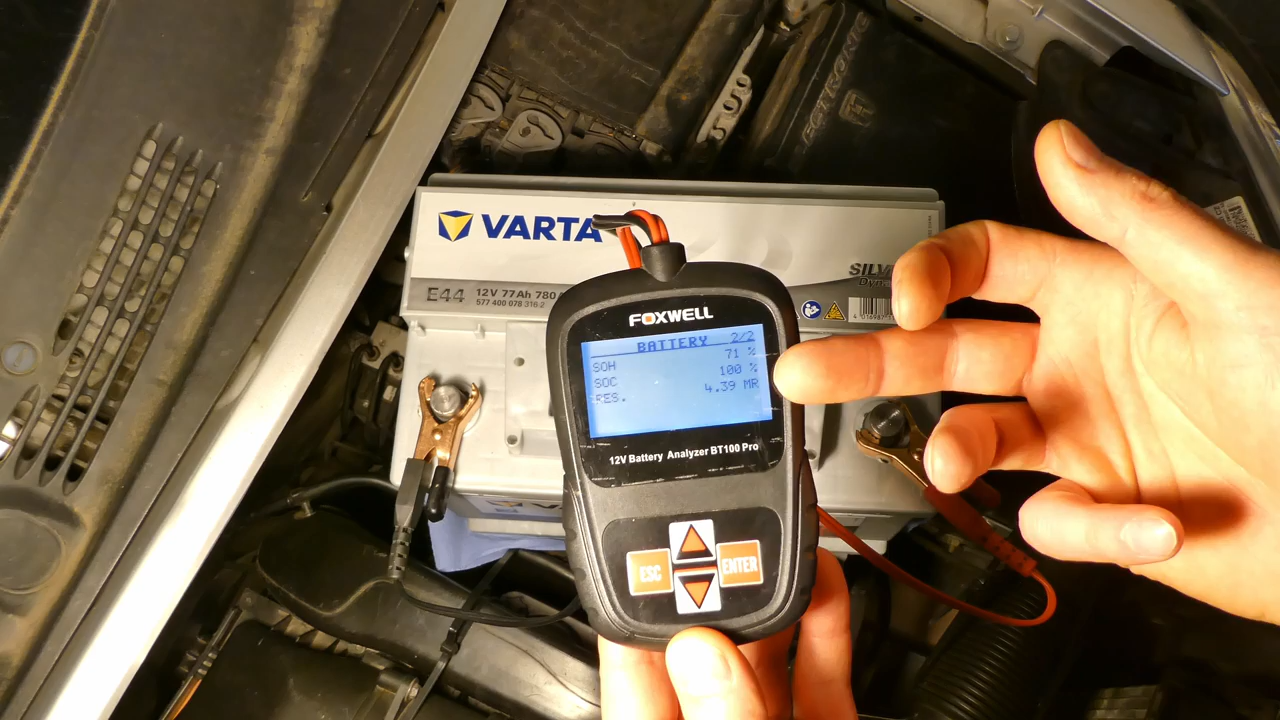 VARTA
E44 12V 77Ah 780
577 400 078 316-2
SILV
Dyn
FOXWELL
BATTERY 2/2
SOH 71 %
SOC 100 %
RES. 4.39 MR
12V Battery Analyzer BT100 Pro
ESC
ENTER